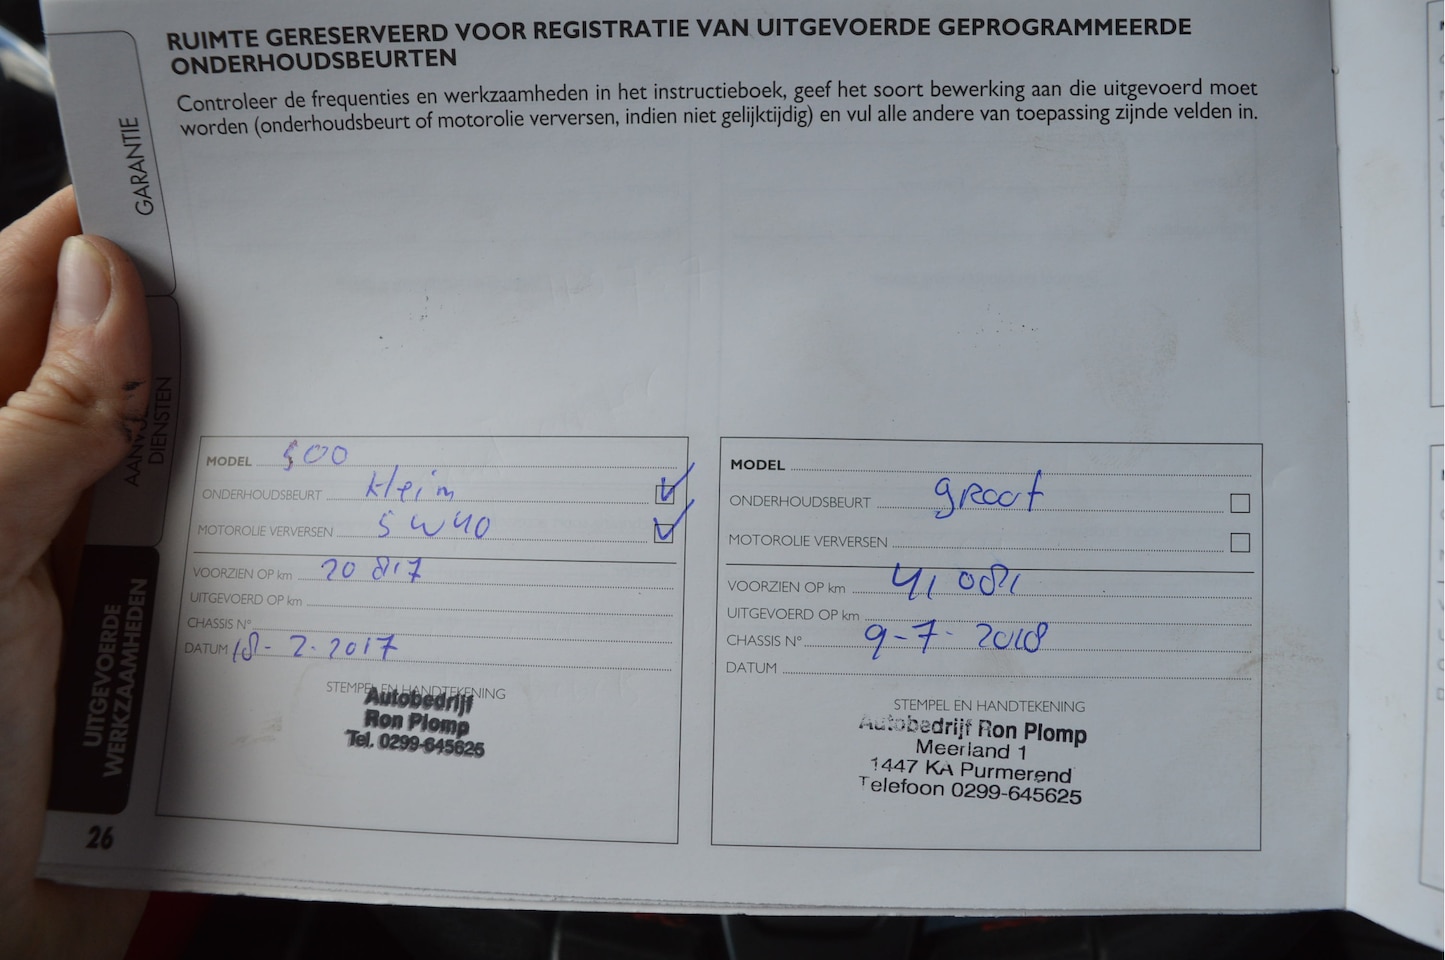 RUIMTE GERESERVEERD VOOR REGISTRATIE VAN UITGEVOERDE GEPROGRAMMEERDE
ONDERHOUDSBEURTEN
Controleer de frequenties en werkzaamheden in het instructieboek, geef het soort bewerking aan die uitgevoerd moet
worden (onderhoudsbeurt of motorolie verversen, indien niet gelijktijdig) en vul alle andere van toepassing zijnde velden in.
GARANTIE
DIENSTEN
UITGEVOERDE
WERKZAAMHEDEN
26
MODEL 500
ONDERHOUDSBEURT klein
MOTOROLIE VERVERSEN 5W40
VOORZIEN OP km 20 817
UITGEVOERD OP km
CHASSIS N°
DATUM 18-2-2017
STEMPEL EN HANDTEKENING
Autobedrijf
Ron Plomp
Tel. 0299-645625
MODEL
ONDERHOUDSBEURT groot
MOTOROLIE VERVERSEN
VOORZIEN OP km 41 081
UITGEVOERD OP km
CHASSIS N° 9-7-2018
DATUM
STEMPEL EN HANDTEKENING
Autobedrijf Ron Plomp
Meerland 1
1447 KA Purmerend
Telefoon 0299-645625